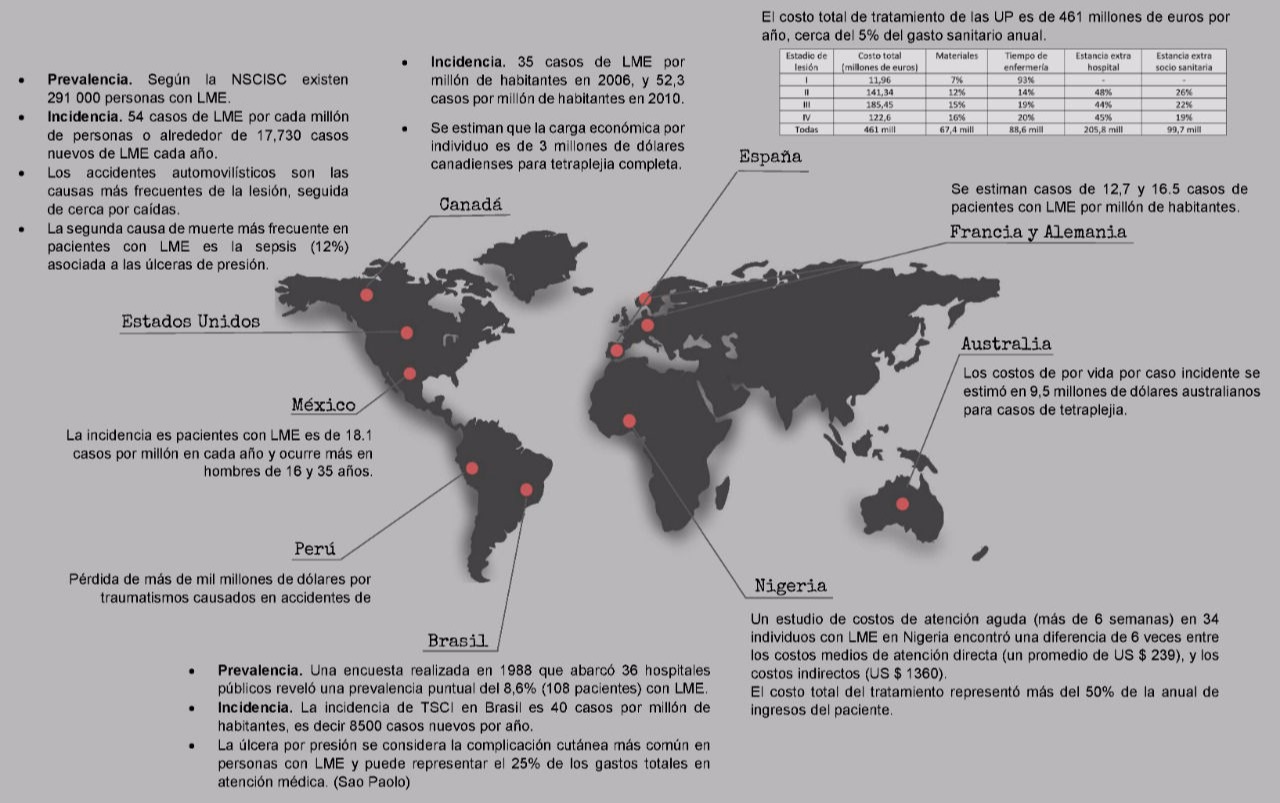 El costo total de tratamiento de las UP es de 461 millones de euros por
año, cerca del 5% del gasto sanitario anual.
Estadio de lesión | Costo total (millones de euros) | Materiales | Tiempo de enfermería | Estancia extra hospital | Estancia extra socio sanitaria
I | 11,96 | 7% | 93% | - | -
II | 141,34 | 12% | 14% | 48% | 26%
III | 185,45 | 15% | 19% | 44% | 22%
IV | 122,6 | 16% | 20% | 45% | 19%
Todas | 461 mill | 67,4 mill | 88,6 mill | 205,8 mill | 99,7 mill
España
• Prevalencia. Según la NSCISC existen
291 000 personas con LME.
• Incidencia. 54 casos de LME por cada millón
de personas o alrededor de 17,730 casos
nuevos de LME cada año.
• Los accidentes automovilísticos son las
causas más frecuentes de la lesión, seguida
de cerca por caídas.
• La segunda causa de muerte más frecuente en
pacientes con LME es la sepsis (12%)
asociada a las úlceras de presión.
Estados Unidos
• Incidencia. 35 casos de LME por
millón de habitantes en 2006, y 52,3
casos por millón de habitantes en 2010.
• Se estiman que la carga económica por
individuo es de 3 millones de dólares
canadienses para tetraplejia completa.
Canadá
Se estiman casos de 12,7 y 16.5 casos de
pacientes con LME por millón de habitantes.
Francia y Alemania
Australia
Los costos de por vida por caso incidente se
estimó en 9,5 millones de dólares australianos
para casos de tetraplejia.
México
La incidencia es pacientes con LME es de 18.1
casos por millón en cada año y ocurre más en
hombres de 16 y 35 años.
Perú
Pérdida de más de mil millones de dólares por
traumatismos causados en accidentes de
Brasil
• Prevalencia. Una encuesta realizada en 1988 que abarcó 36 hospitales
públicos reveló una prevalencia puntual del 8,6% (108 pacientes) con LME.
• Incidencia. La incidencia de TSCI en Brasil es 40 casos por millón de
habitantes, es decir 8500 casos nuevos por año.
• La úlcera por presión se considera la complicación cutánea más común en
personas con LME y puede representar el 25% de los gastos totales en
atención médica. (Sao Paolo)
Nigeria
Un estudio de costos de atención aguda (más de 6 semanas) en 34
individuos con LME en Nigeria encontró una diferencia de 6 veces entre
los costos medios de atención directa (un promedio de US $ 239), y los
costos indirectos (US $ 1360).
El costo total del tratamiento representó más del 50% de la anual de
ingresos del paciente.